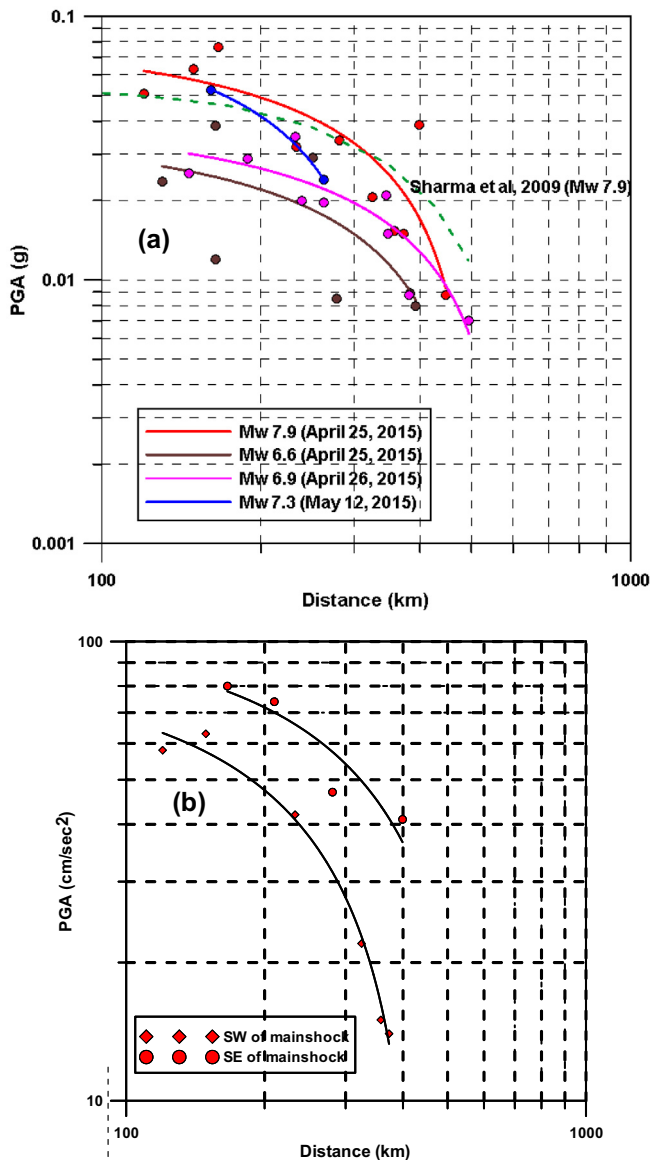 0.1
Sharma et al, 2009 (Mw 7.9)
(a)
PGA (g)
0.01
Mw 7.9 (April 25, 2015)
Mw 6.6 (April 25, 2015)
Mw 6.9 (April 26, 2015)
Mw 7.3 (May 12, 2015)
0.001
100
1000
Distance (km)
100
(b)
PGA (cm/sec2)
SW of mainshock
SE of mainshock
10
100
1000
Distance (km)